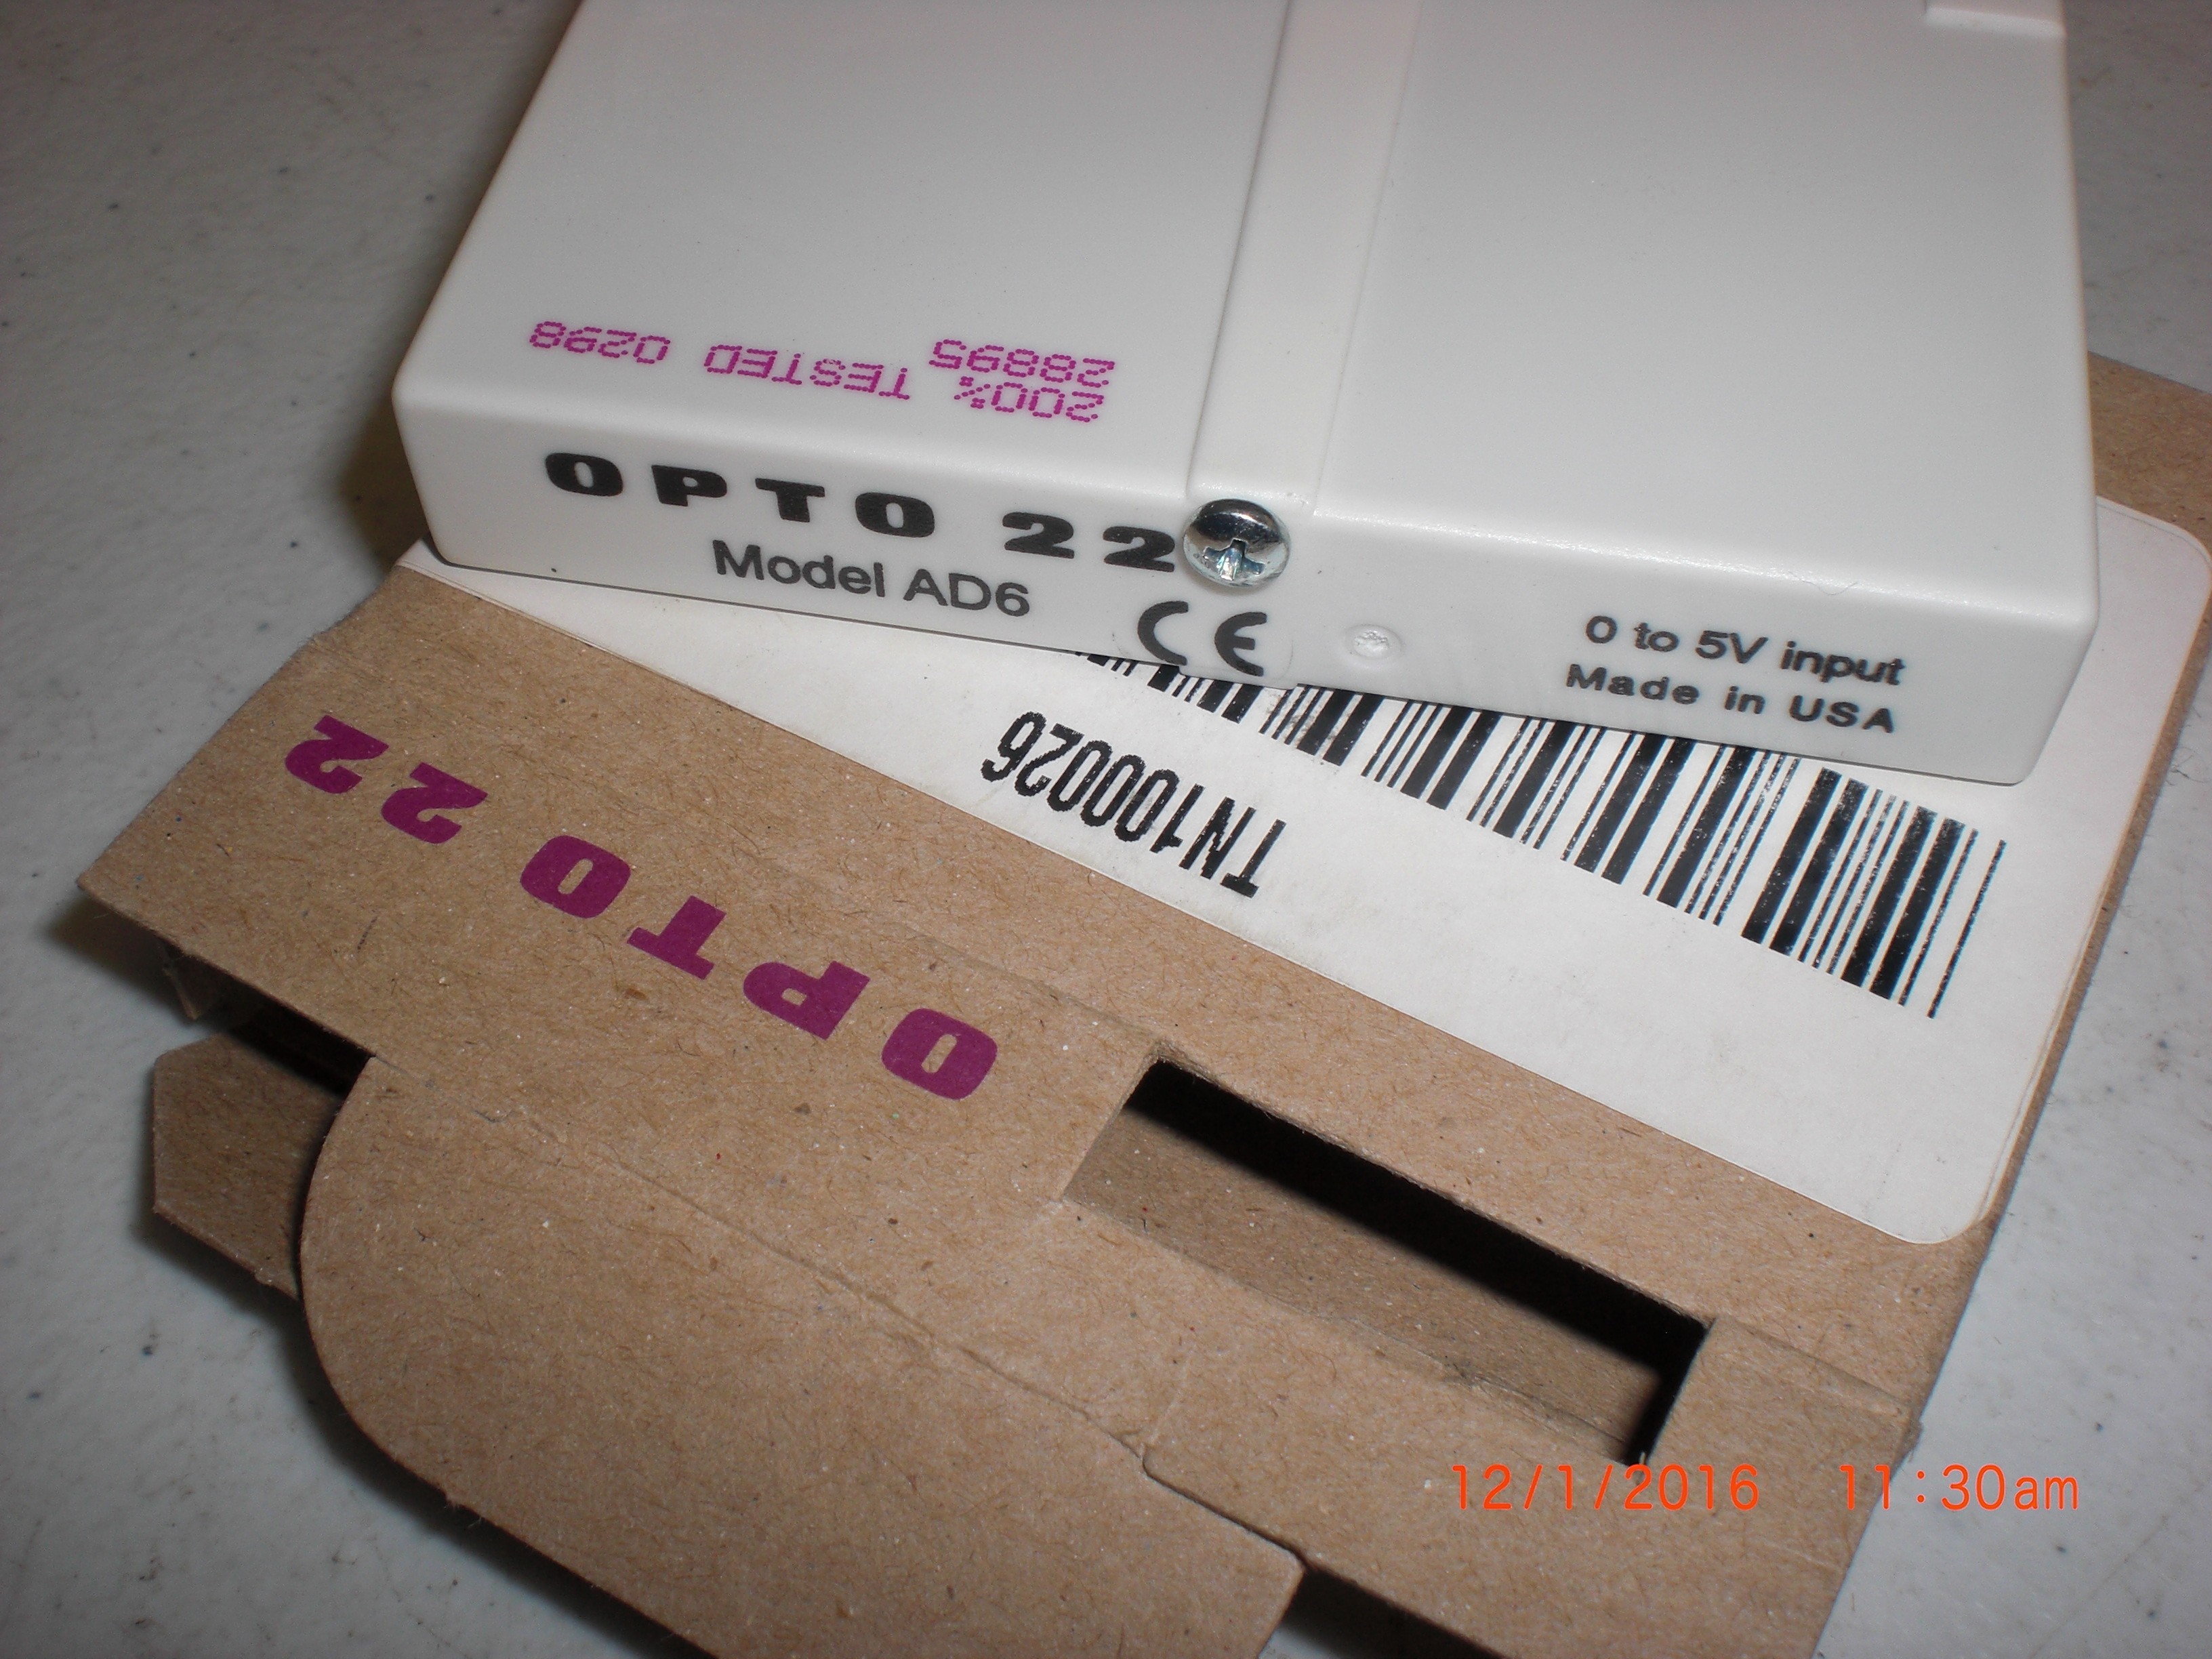 200% TESTED 0298
28895
OPTO 22
Model AD6
CE
0 to 5V input
Made in USA
TN100026
OPTO 22
12/1/2016 11:30am